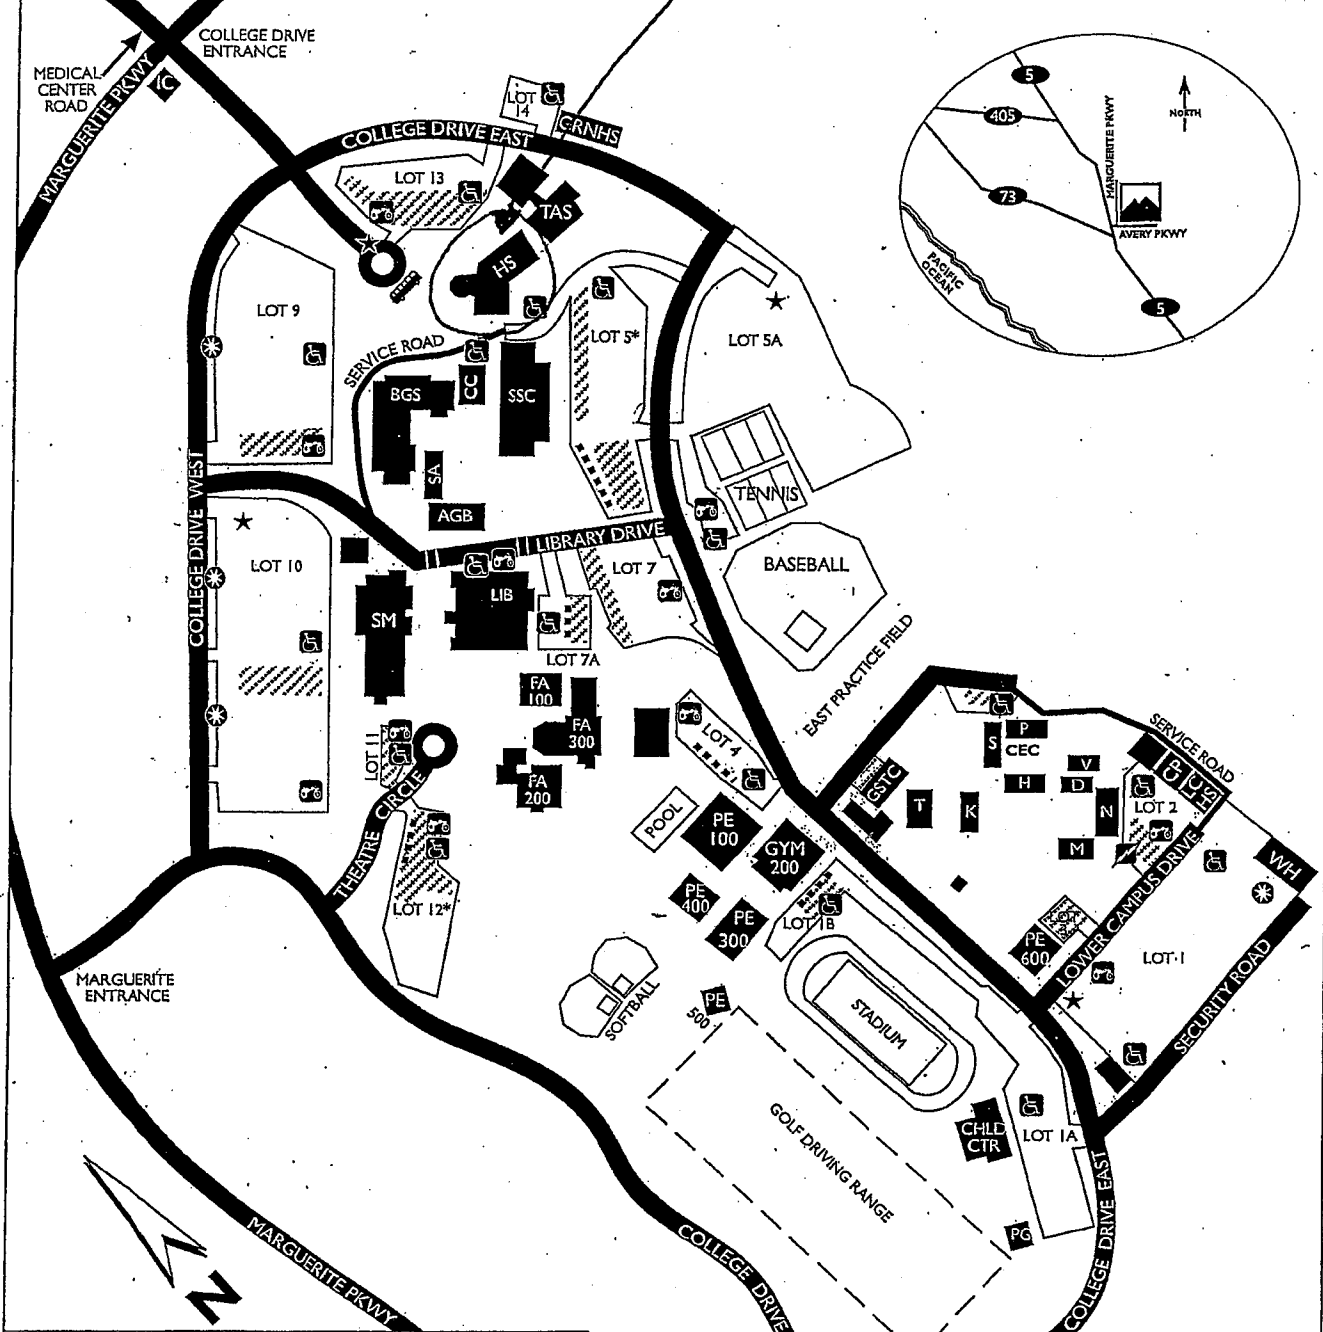 COLLEGE DRIVE
ENTRANCE
MEDICAL
CENTER
ROAD
IC
MARGUERITE PKWY
LOT
14
CRNHS
COLLEGE DRIVE EAST
LOT 13
TAS
HS
LOT 9
SERVICE ROAD
LOT 5*
LOT 5A
BGS
CC
SSC
SA
AGB
COLLEGE DRIVE WEST
TENNIS
LIBRARY DRIVE
LOT 10
SM
LIB
LOT 7
BASEBALL
LOT 7A
FA
100
FA
300
FA
200
LOT 11
LOT 4
EAST PRACTICE FIELD
THEATRE CIRCLE
LOT 12*
POOL
PE
100
GYM
200
PE
400
PE
300
LOT 1B
GSTC
T
K
S
P
CEC
H
V
D
N
M
CP
LC
HS
SERVICE ROAD
LOT 2
WH
LOWER CAMPUS DRIVE
PE
600
LOT 1
SECURITY ROAD
MARGUERITE
ENTRANCE
SOFTBALL
PE
500
STADIUM
GOLF DRIVING RANGE
CHLD
CTR
LOT 1A
PG
COLLEGE DRIVE EAST
COLLEGE DRIVE
MARGUERITE PKWY
N
5
405
73
MARGUERITE PKWY
NORTH
AVERY PKWY
PACIFIC
OCEAN
5